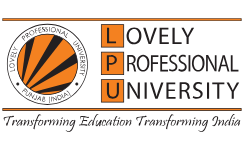 LOVELY PROFESSIONAL UNIVERSITY
PUNJAB (INDIA)
LOVELY
PROFESSIONAL
UNIVERSITY
Transforming Education Transforming India